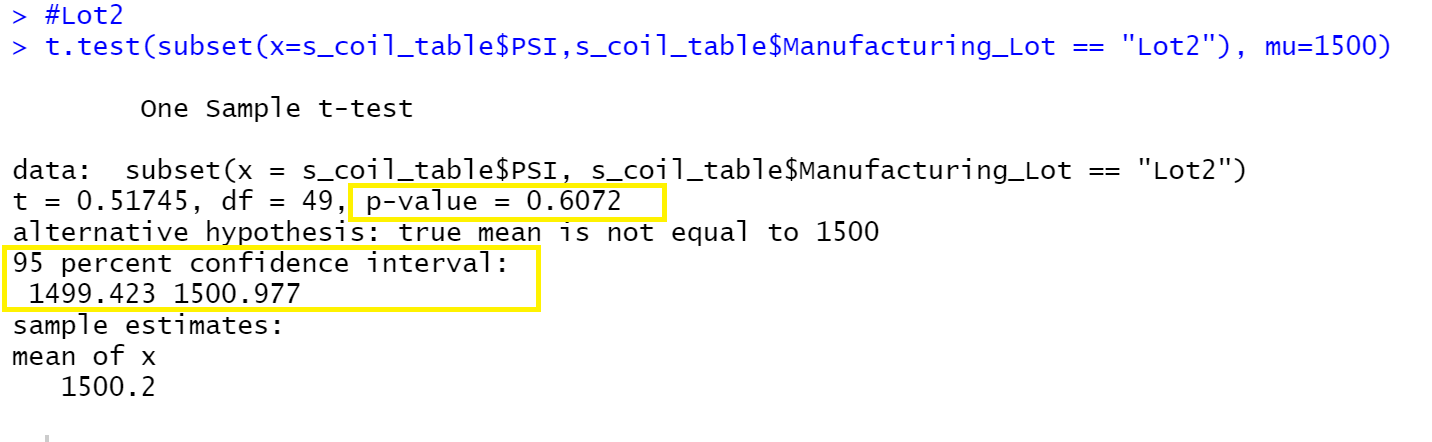 > #Lot2
> t.test(subset(x=s_coil_table$PSI,s_coil_table$Manufacturing_Lot == "Lot2"), mu=1500)
One Sample t-test
data:  subset(x = s_coil_table$PSI, s_coil_table$Manufacturing_Lot == "Lot2")
t = 0.51745, df = 49, p-value = 0.6072
alternative hypothesis: true mean is not equal to 1500
95 percent confidence interval:
 1499.423 1500.977
sample estimates:
mean of x
   1500.2